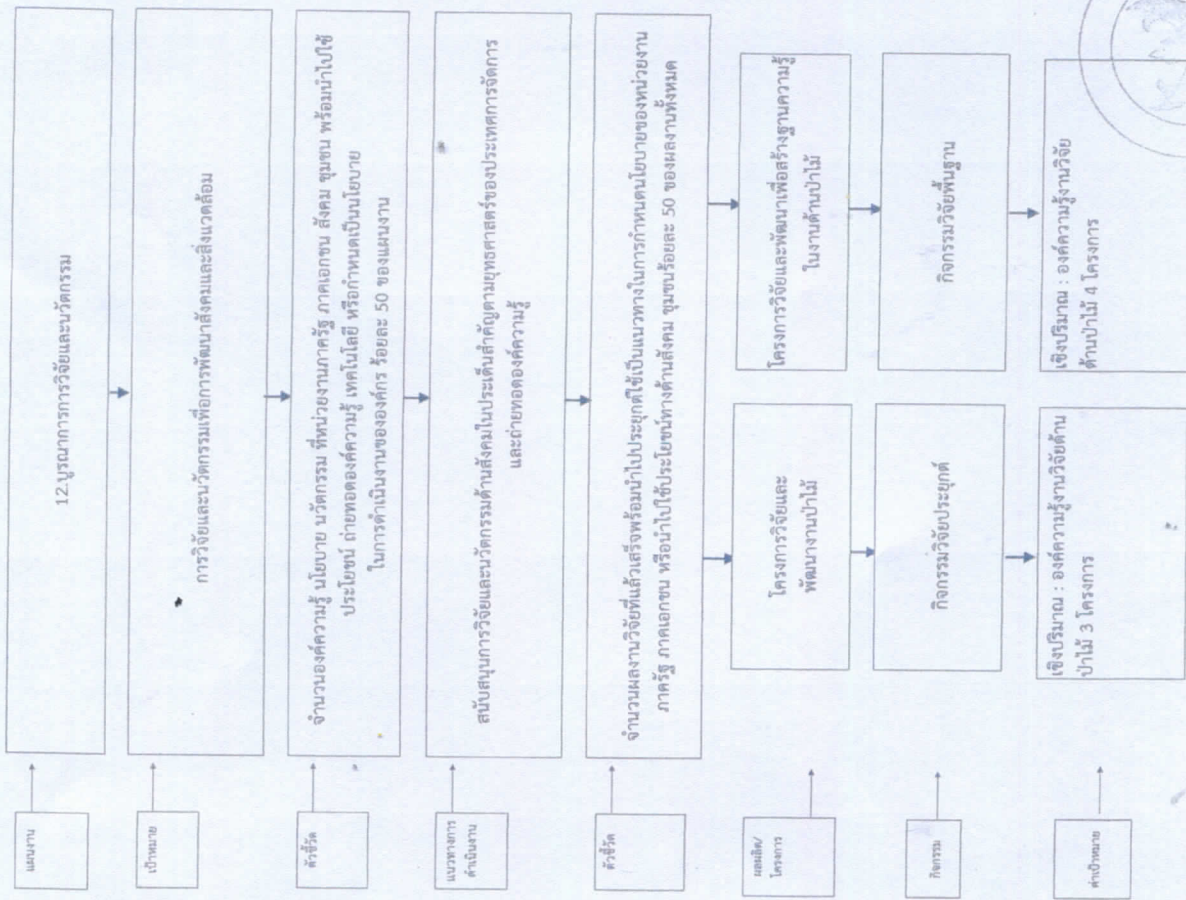 แผนงาน
12.บูรณาการการวิจัยและนวัตกรรม
เป้าหมาย
การวิจัยและนวัตกรรมเพื่อการพัฒนาสังคมและสิ่งแวดล้อม
ตัวชี้วัด
จำนวนองค์ความรู้ นโยบาย นวัตกรรม ที่หน่วยงานภาครัฐ ภาคเอกชน สังคม ชุมชน พร้อมนำไปใช้
ประโยชน์ ถ่ายทอดองค์ความรู้ เทคโนโลยี หรือกำหนดเป็นนโยบาย
ในการดำเนินงานขององค์กร ร้อยละ 50 ของแผนงาน
แนวทางการ
ดำเนินงาน
สนับสนุนการวิจัยและนวัตกรรมด้านสังคมในประเด็นสำคัญตามยุทธศาสตร์ของประเทศการจัดการ
และถ่ายทอดองค์ความรู้
ตัวชี้วัด
จำนวนผลงานวิจัยที่แล้วเสร็จพร้อมนำไปประยุกต์ใช้เป็นแนวทางในการกำหนดนโยบายของหน่วยงาน
ภาครัฐ ภาคเอกชน หรือนำไปใช้ประโยชน์ทางด้านสังคม ชุมชนร้อยละ 50 ของผลงานทั้งหมด
ผลผลิต/
โครงการ
โครงการวิจัยและ
พัฒนางานป่าไม้
โครงการวิจัยและพัฒนาเพื่อสร้างฐานความรู้
ในงานด้านป่าไม้
กิจกรรม
กิจกรรมวิจัยประยุกต์
กิจกรรมวิจัยพื้นฐาน
ค่าเป้าหมาย
เชิงปริมาณ : องค์ความรู้งานวิจัยด้าน
ป่าไม้ 3 โครงการ
เชิงปริมาณ : องค์ความรู้งานวิจัย
ด้านป่าไม้ 4 โครงการ